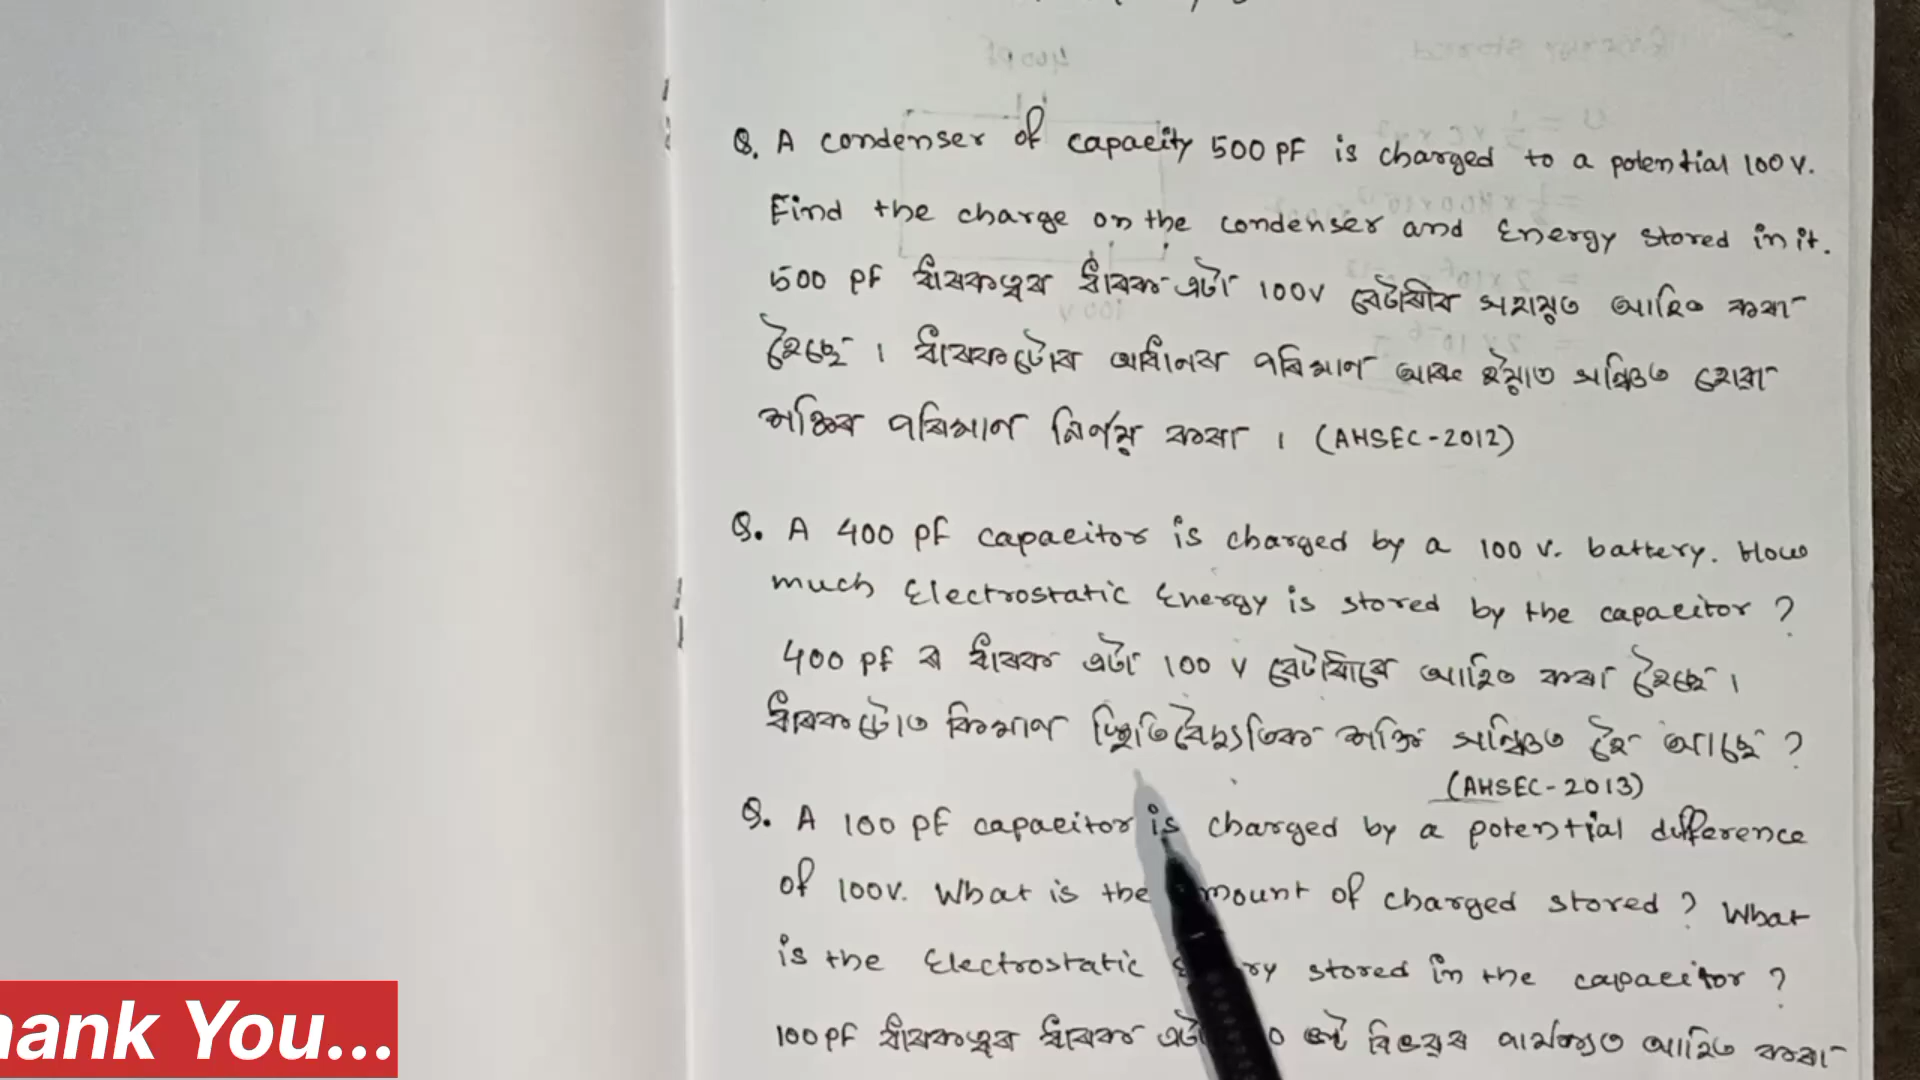 Q. A condenser of capacity 500 PF is charged to a potential 100 V.
Find the charge on the condenser and Energy stored in it.
500 PF ধাৰকত্বৰ ধাৰক এটা 100V বেটাৰীৰ সহায়ত আহিত কৰা
হৈছে । ধাৰকটোৰ আধানৰ পৰিমাণ আৰু ইয়াত সঞ্চিত হোৱা
শক্তিৰ পৰিমাণ নিৰ্ণয় কৰা । (AHSEC-2012)
Q. A 400 PF capacitor is charged by a 100 V. battery. How
much Electrostatic Energy is stored by the capacitor ?
400 PF ৰ ধাৰক এটা 100 V বেটাৰিৰে আহিত কৰা হৈছে ।
ধাৰকটোত কিমান স্থিতিবৈদ্যুতিক শক্তি সঞ্চিত হৈ আছে ?
(AHSEC-2013)
Q. A 100 PF capacitor is charged by a potential difference
of 100V. What is the amount of charged stored ? What
is the Electrostatic stored in the capacitor ?
100PF ধাৰকত্বৰ ধাৰক বিভৱৰ পাৰ্থক্যত আহিত কৰা
hank You...